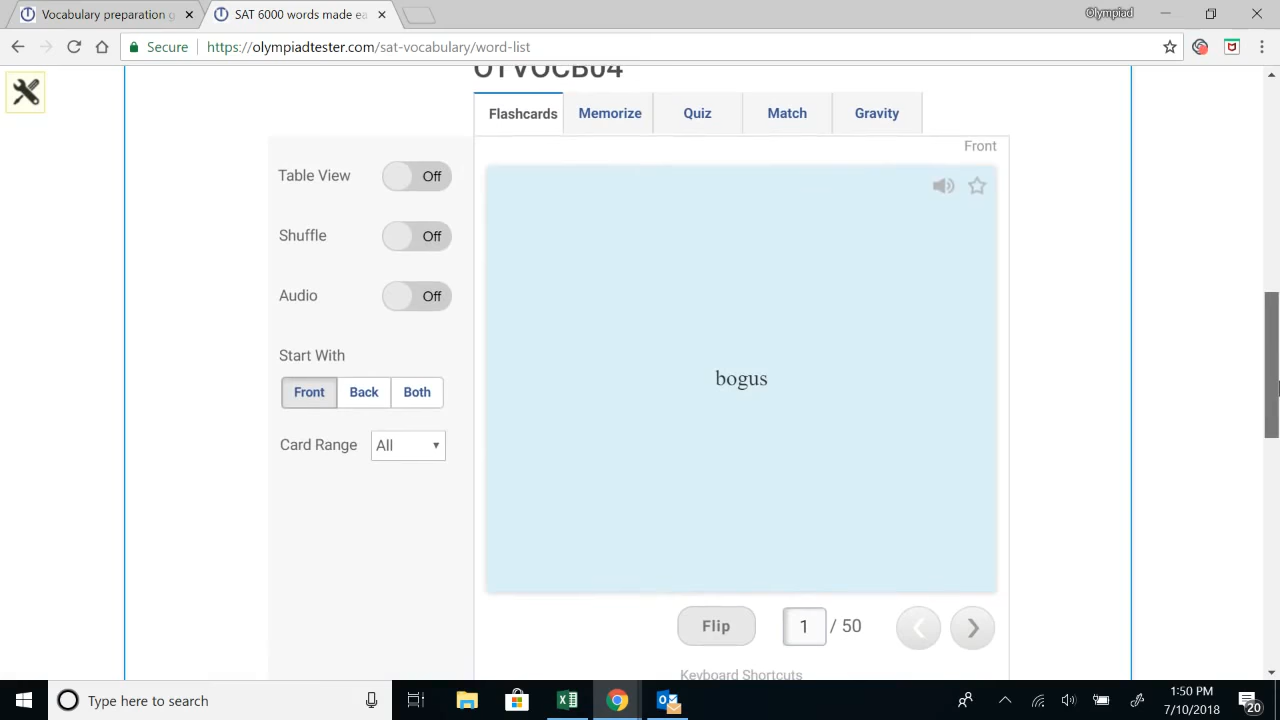 Vocabulary preparation g
SAT 6000 words made ea
Olympiad
Secure
https://olympiadtester.com/sat-vocabulary/word-list
OTVOCB04
Flashcards
Memorize
Quiz
Match
Gravity
Front
Table View
Off
Shuffle
Off
Audio
Off
Start With
Front
Back
Both
Card Range
All
bogus
Flip
1 / 50
Keyboard Shortcuts
Type here to search
1:50 PM
7/10/2018
20